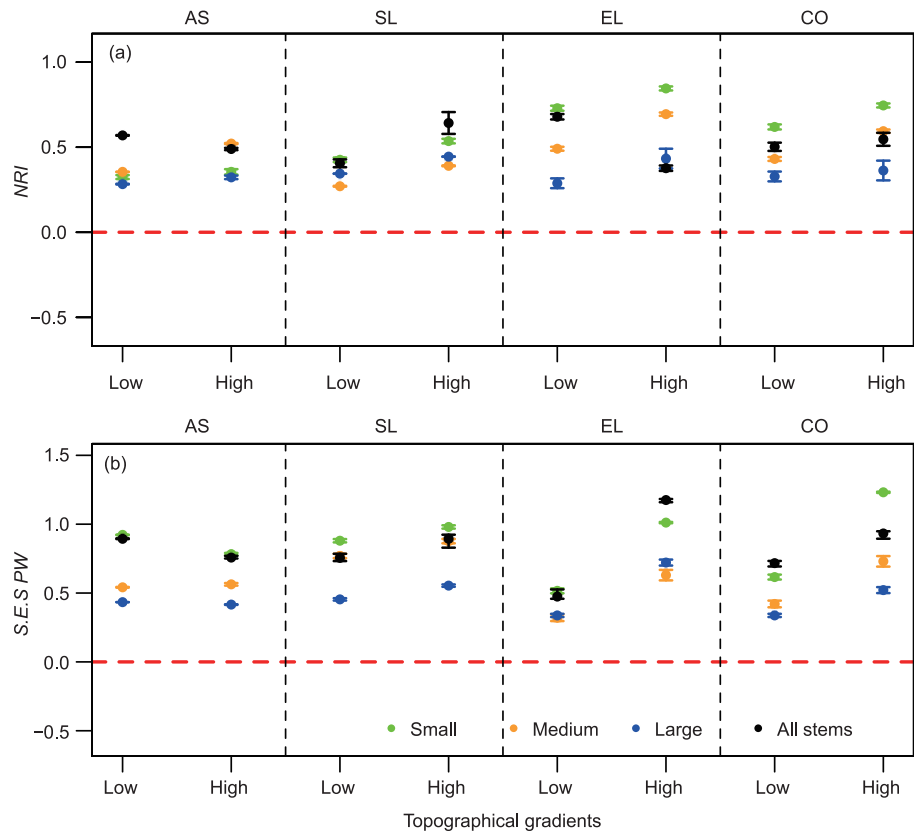 AS SL EL CO
(a)
1.0
0.5
0.0
−0.5
NRI
Low High Low High Low High Low High
AS SL EL CO
(b)
1.5
1.0
0.5
0.0
−0.5
S.E.S PW
Small Medium Large All stems
Low High Low High Low High Low High
Topographical gradients